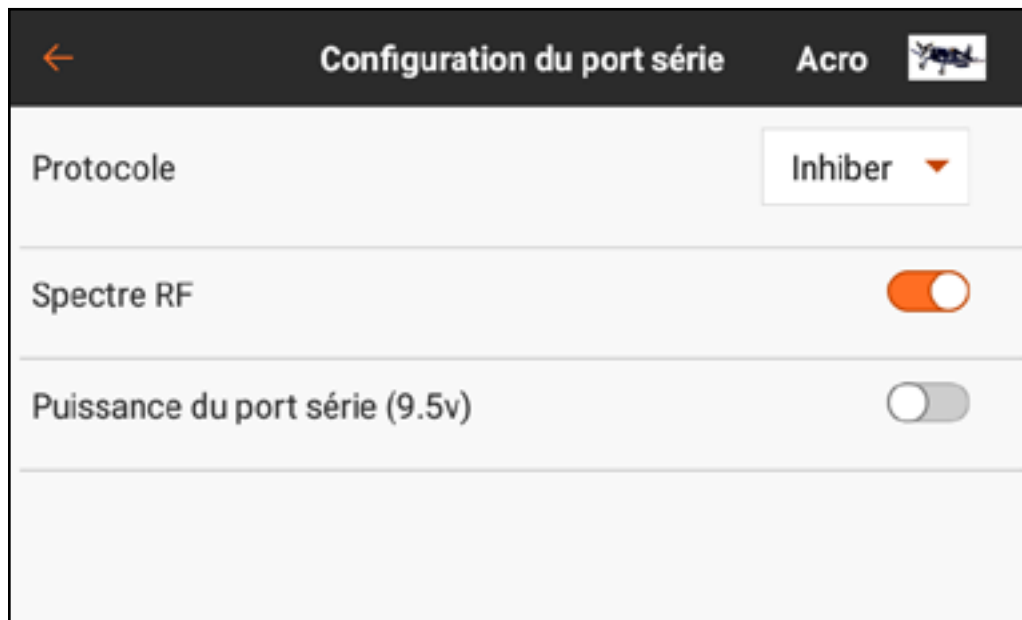 Configuration du port série Acro
Protocole Inhiber
Spectre RF
Puissance du port série (9.5v)